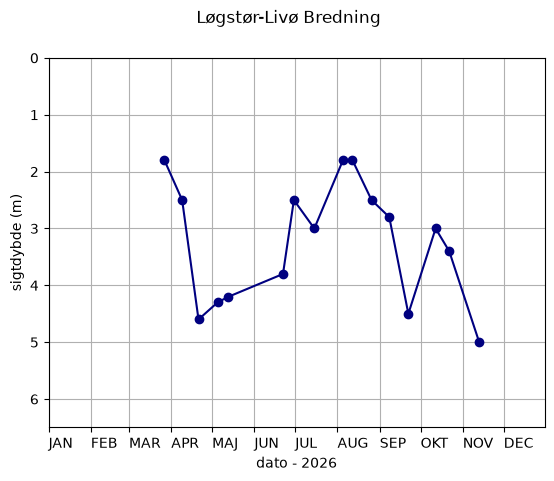 Løgstør-Livø Bredning
0
1
2
3
4
5
6
sigtdybde (m)
JAN FEB MAR APR MAJ JUN JUL AUG SEP OKT NOV DEC
dato - 2026